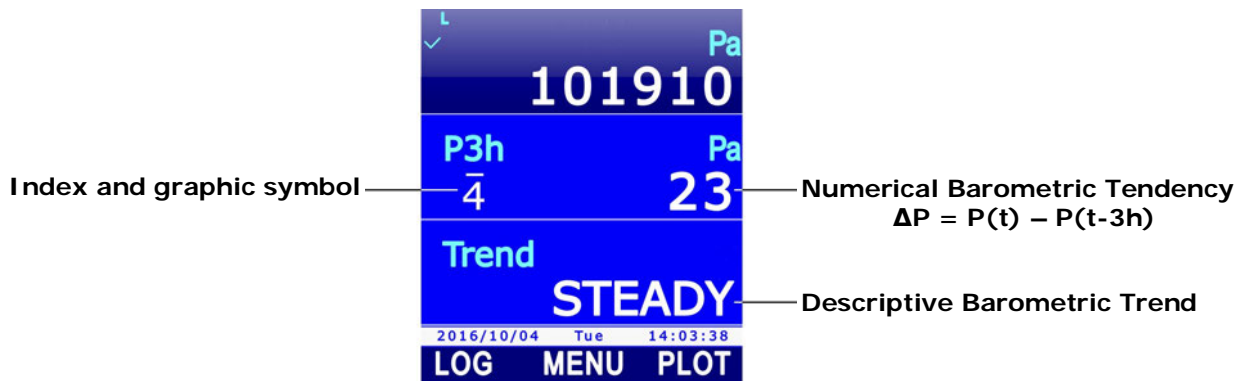 L
✓ Pa
101910
P3h Pa
Index and graphic symbol 4̅ 23 Numerical Barometric Tendency
ΔP = P(t) – P(t-3h)
Trend
STEADY Descriptive Barometric Trend
2016/10/04 Tue 14:03:38
LOG MENU PLOT